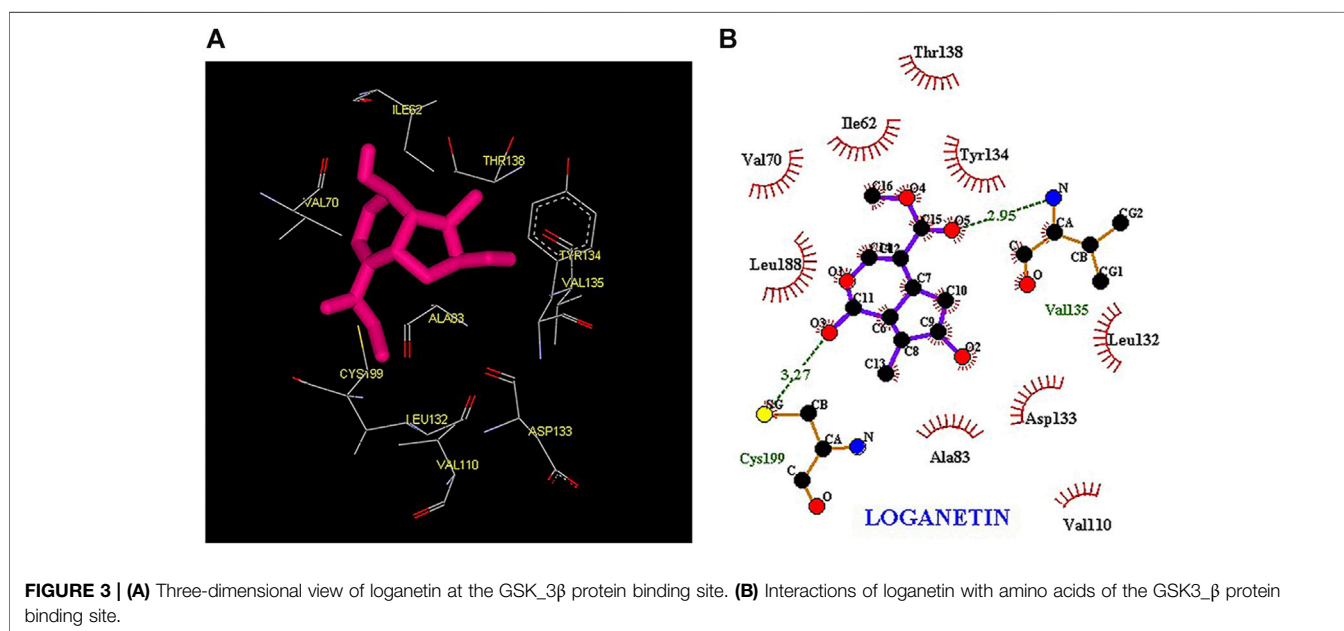 A
ILE62
THR138
VAL70
TYR134
VAL135
ALA83
CYS199
LEU132
ASP133
VAL110
B
Thr138
Ile62
Val70
Tyr134
N
C16
O4
CG2
2.95
CA
C15
O5
C
CB
Leu188
O1
C7
C10
O
CG1
C11
Val135
C6
C9
O3
Leu132
C8
O2
C13
3.27
SG
CB
Asp133
CA
N
Cys199
Ala83
C
O
LOGANETIN
Val110
FIGURE 3 | (A) Three-dimensional view of loganetin at the GSK_3β protein binding site. (B) Interactions of loganetin with amino acids of the GSK3_β protein
binding site.